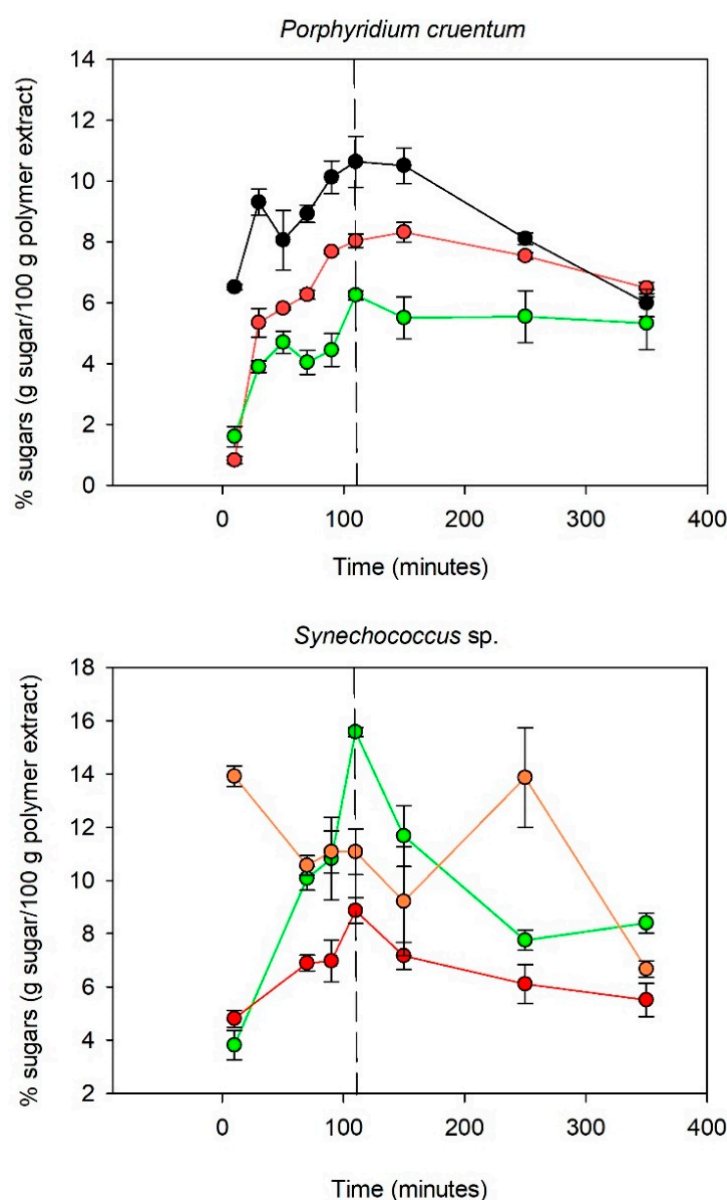 Porphyridium cruentum
% sugars (g sugar/100 g polymer extract)
14
12
10
8
6
4
2
0
0 100 200 300 400
Time (minutes)
Synechococcus sp.
% sugars (g sugar/100 g polymer extract)
18
16
14
12
10
8
6
4
2
0 100 200 300 400
Time (minutes)